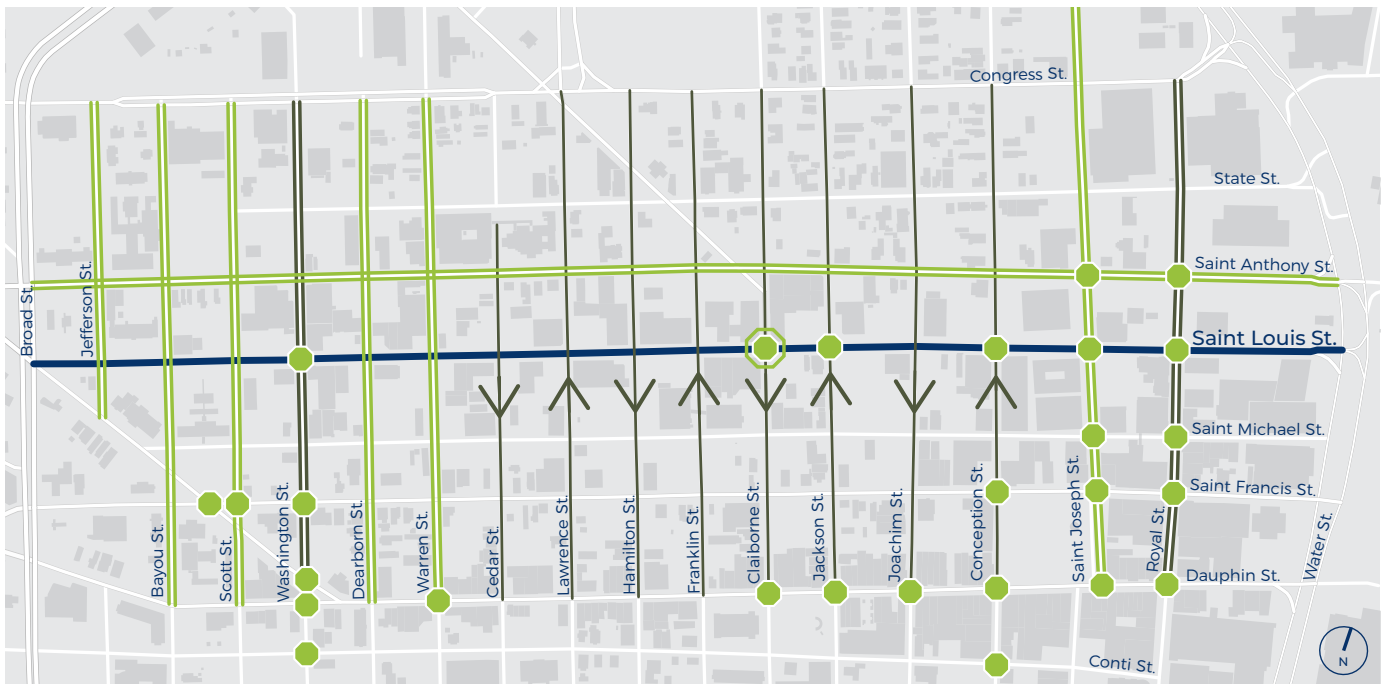 Congress St.
State St.
Saint Anthony St.
Broad St.
Jefferson St.
Saint Louis St.
Saint Michael St.
Saint Francis St.
Bayou St.
Scott St.
Washington St.
Dearborn St.
Warren St.
Cedar St.
Lawrence St.
Hamilton St.
Franklin St.
Claiborne St.
Jackson St.
Joachim St.
Conception St.
Saint Joseph St.
Royal St.
Water St.
Dauphin St.
Conti St.
N